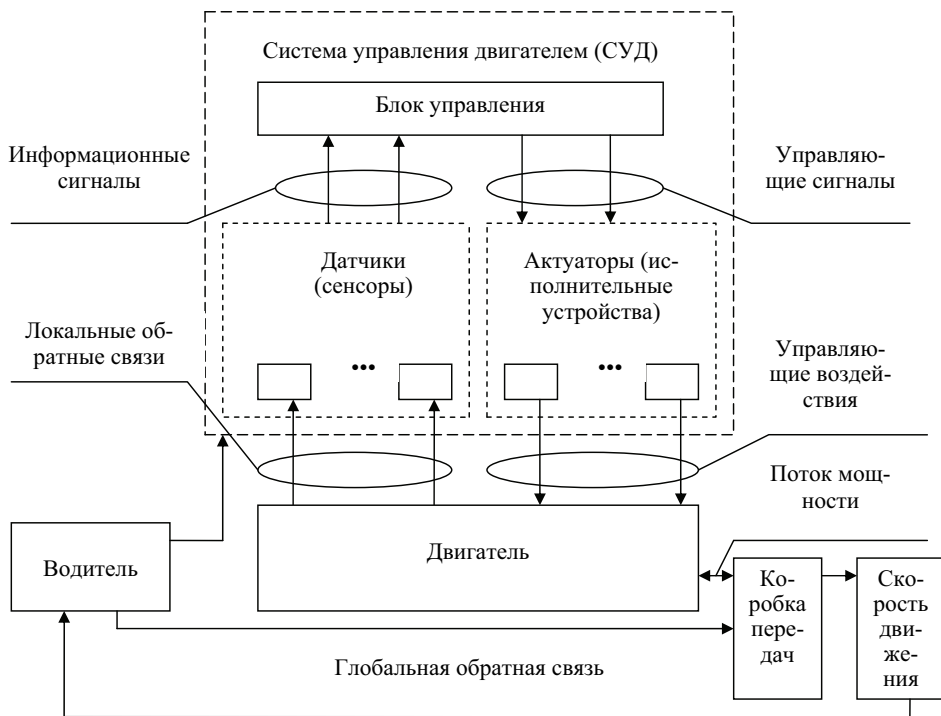 Система управления двигателем (СУД)
Блок управления
Информационные
сигналы
Управляю-
щие сигналы
Датчики
(сенсоры)
Актуаторы (ис-
полнительные
устройства)
Локальные об-
ратные связи
•••
•••
Управляю-
щие воздей-
ствия
Поток мощ-
ности
Водитель
Двигатель
Ко-
робка
пере-
дач
Ско-
рость
дви-
же-
ния
Глобальная обратная связь